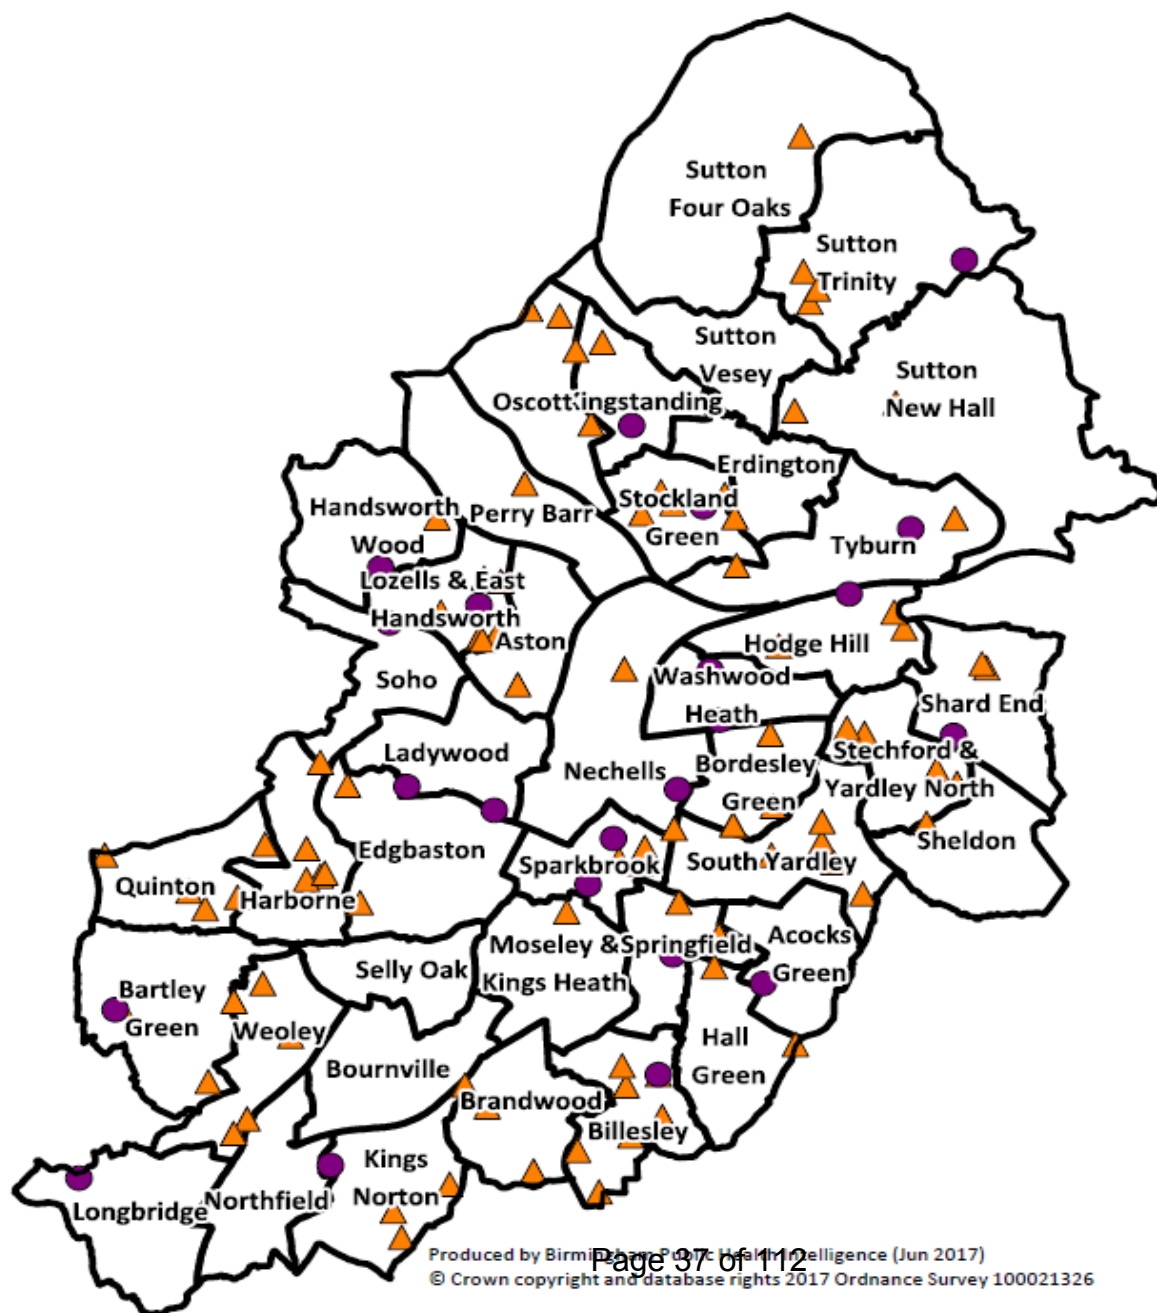 Sutton
Four Oaks
Sutton
Trinity
Sutton
Vesey
Sutton
New Hall
Oscott
Kingstanding
Erdington
Handsworth
Wood
Perry Barr
Stockland
Green
Tyburn
Lozells & East
Handsworth
Aston
Hodge Hill
Soho
Washwood
Heath
Shard End
Ladywood
Nechells
Bordesley
Green
Stechford &
Yardley North
Edgbaston
Sparkbrook
South Yardley
Sheldon
Quinton
Harborne
Selly Oak
Moseley &
Kings Heath
Springfield
Acocks
Green
Bartley
Green
Weoley
Bournville
Hall
Green
Brandwood
Billesley
Kings
Norton
Longbridge
Northfield
Produced by Birmingham Public Health Intelligence (Jun 2017)
Page 37 of 112
© Crown copyright and database rights 2017 Ordnance Survey 100021326